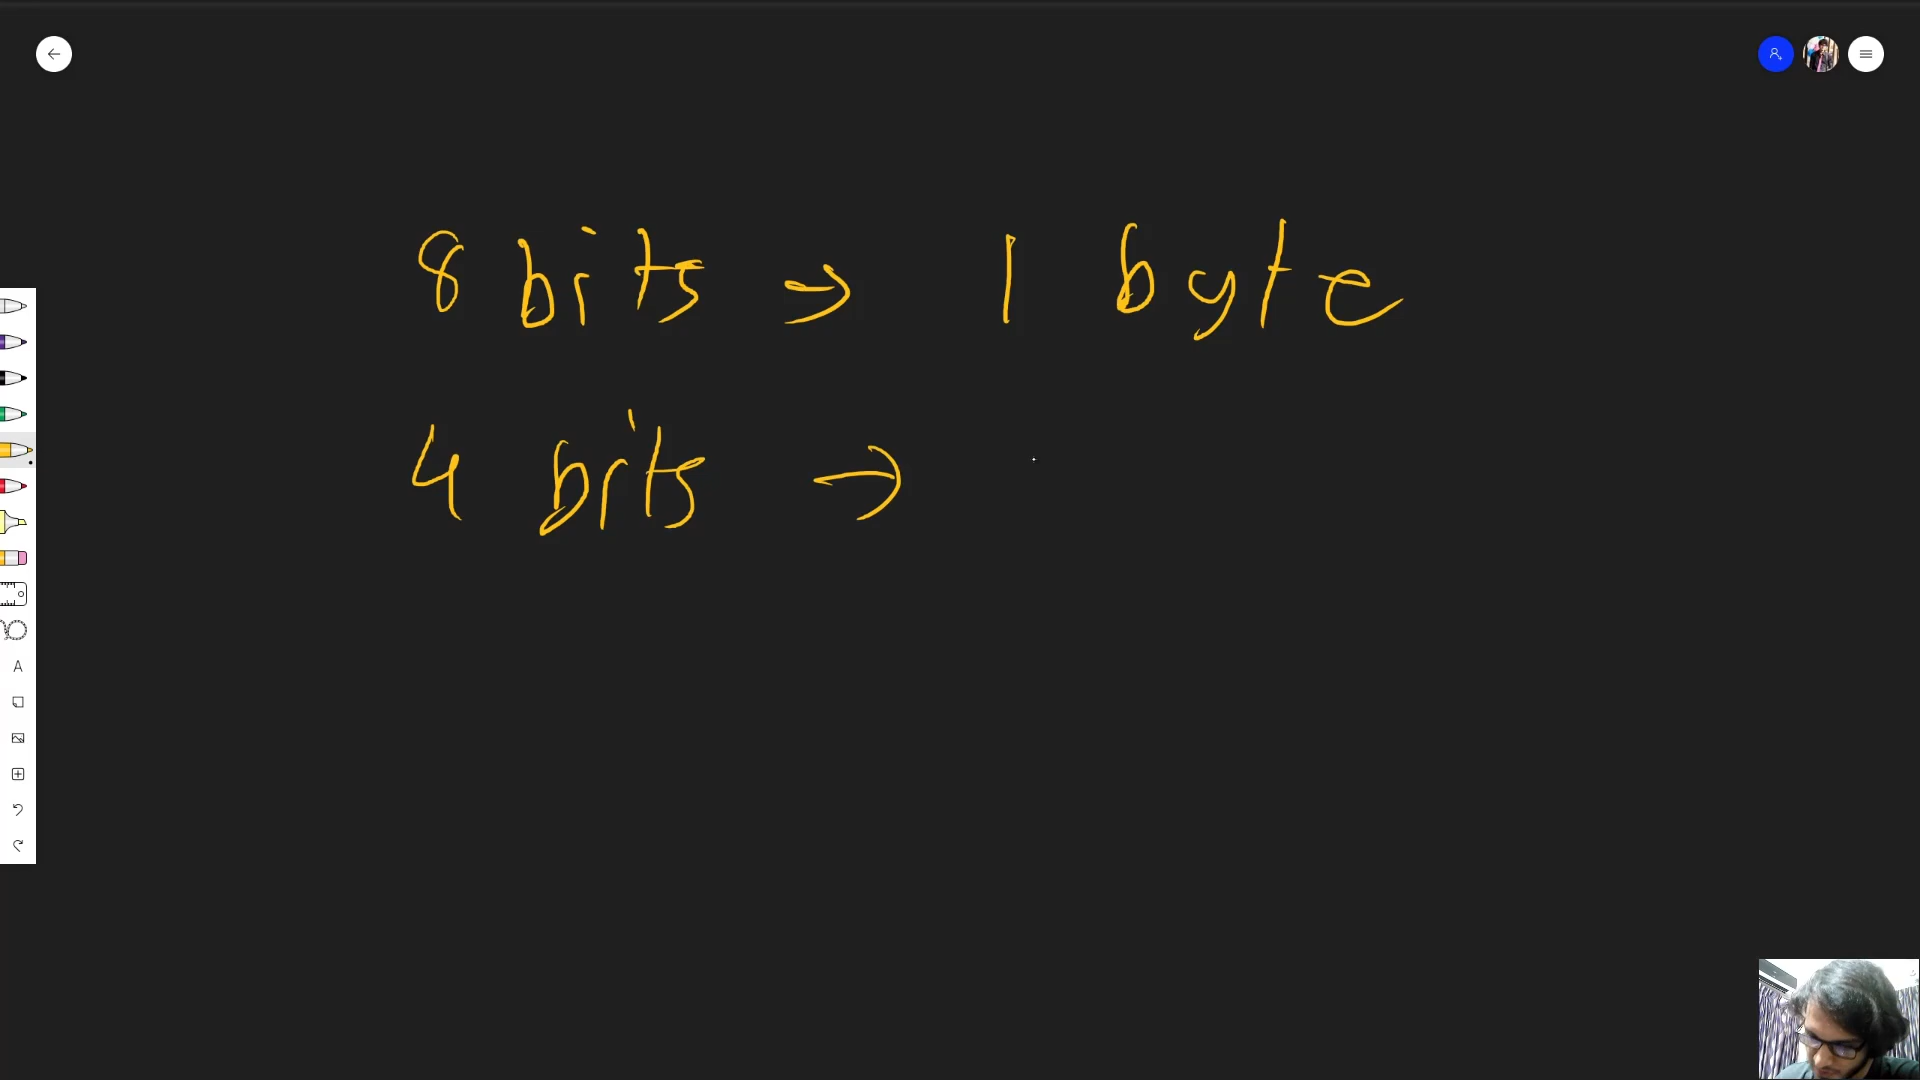 8 bits → 1 byte
4 bits →
A